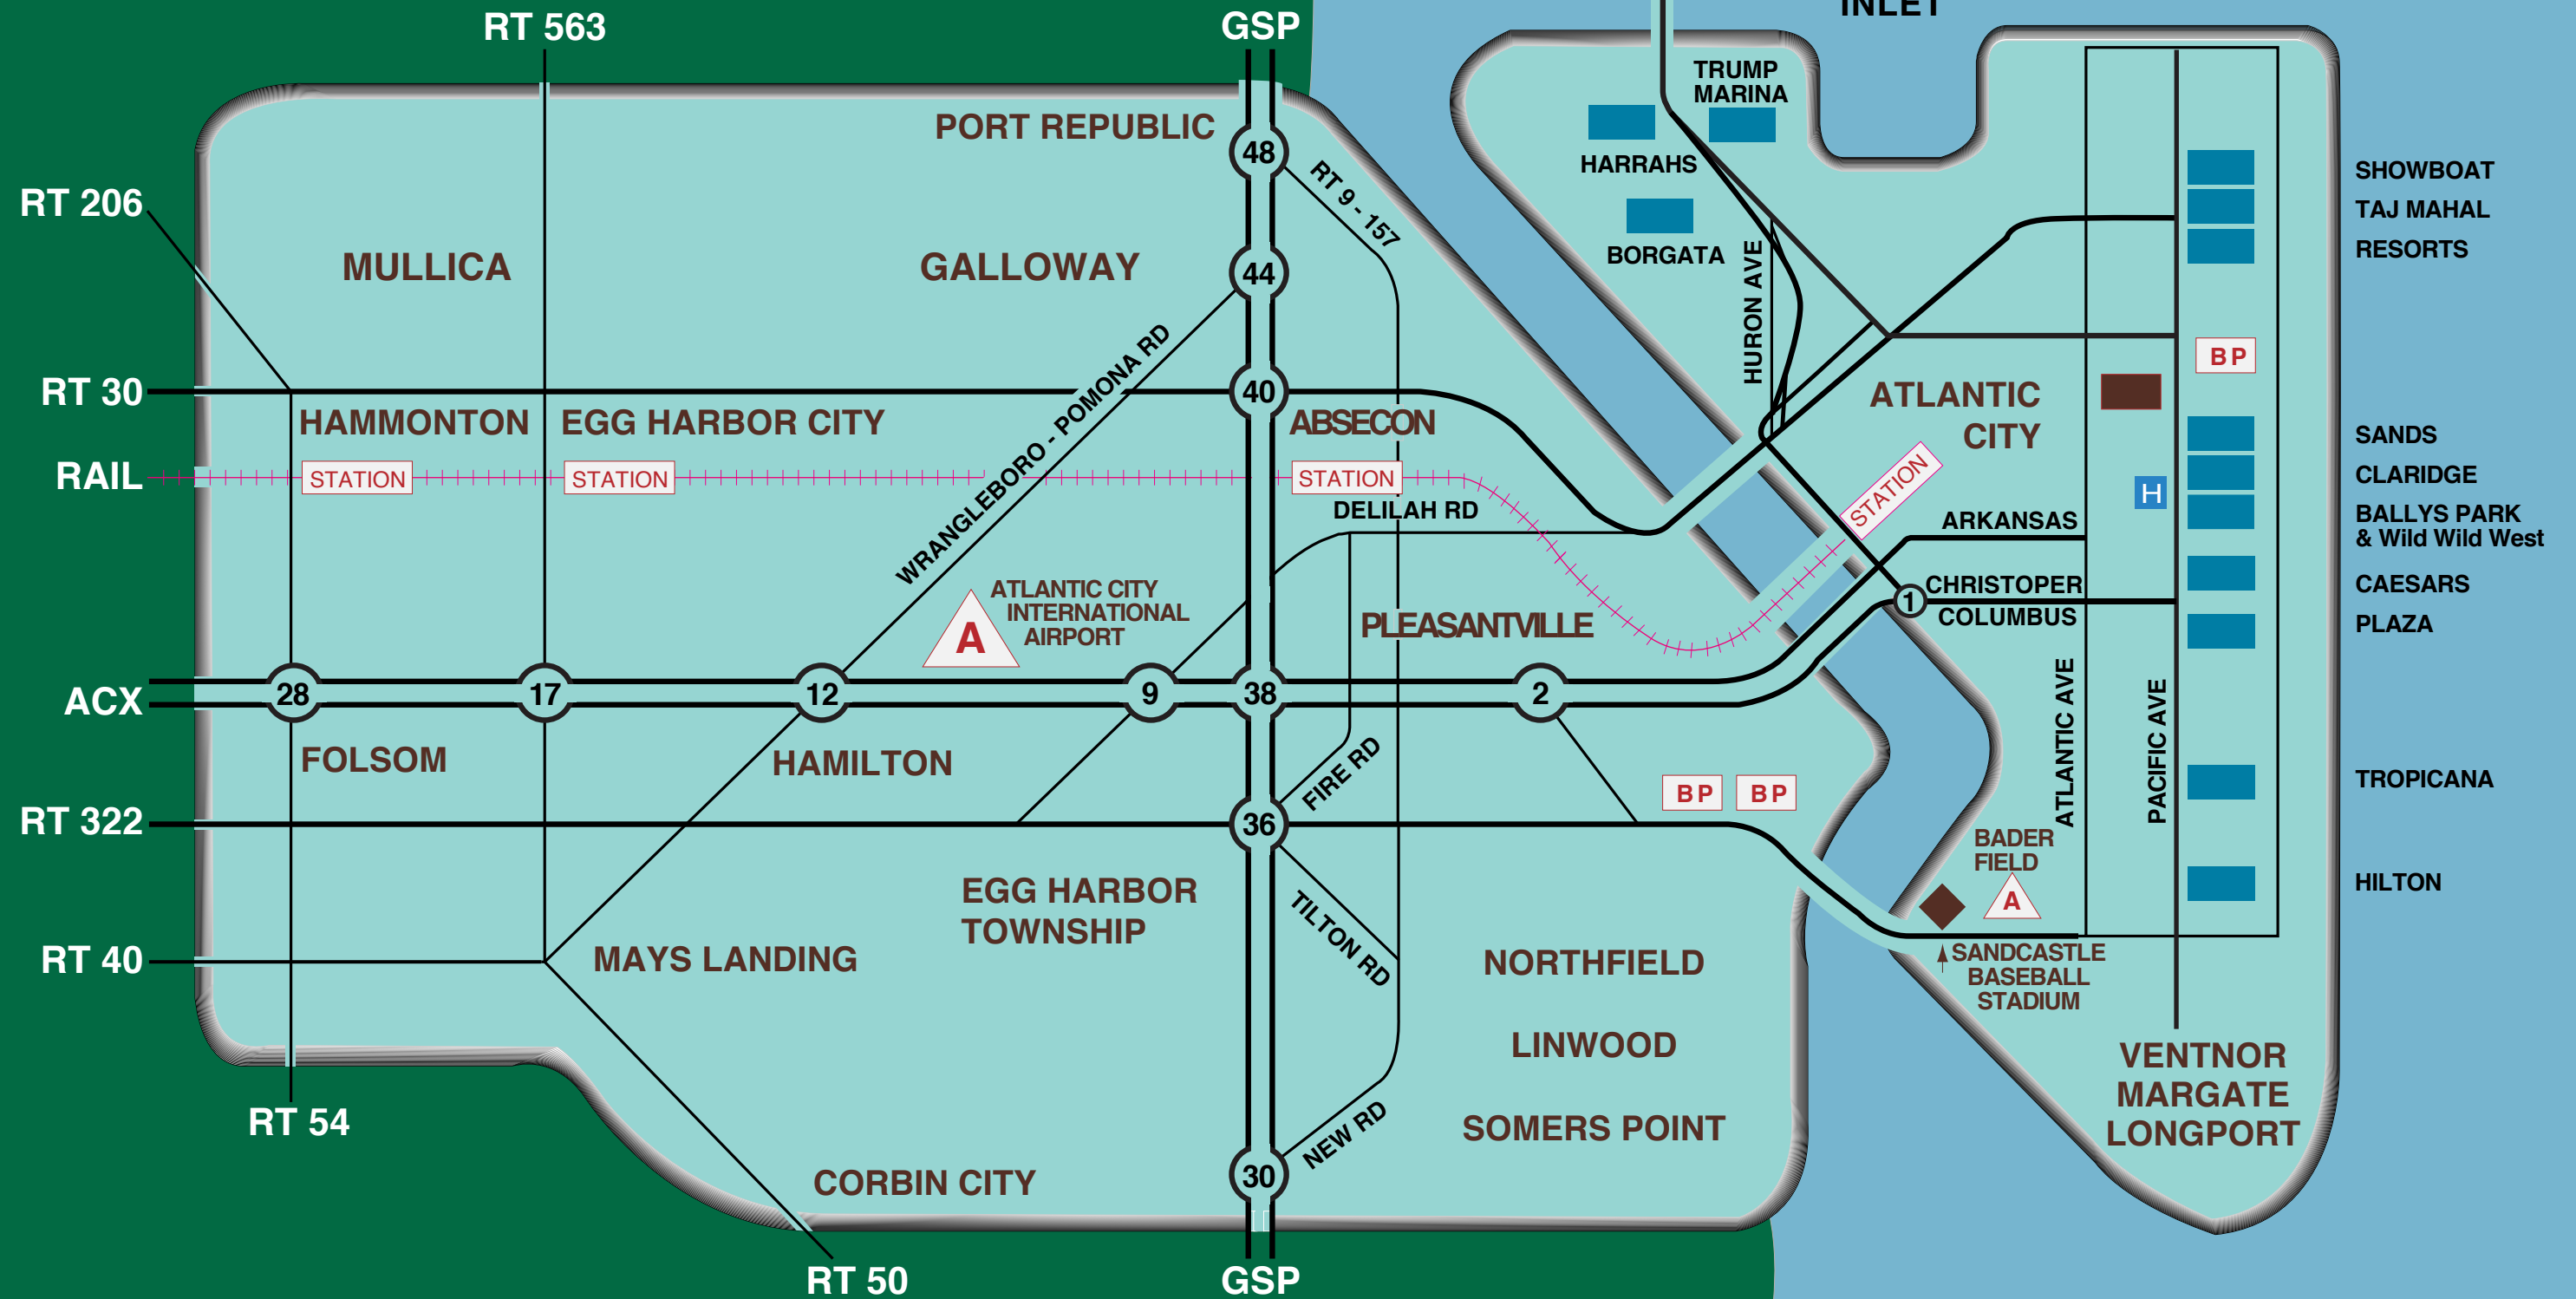 INLET
RT 563
GSP
TRUMP
MARINA
PORT REPUBLIC
48
HARRAHS
RT 9 - 157
SHOWBOAT
RT 206
TAJ MAHAL
MULLICA
GALLOWAY
44
BORGATA
HURON AVE
RESORTS
WRANGLEBORO - POMONA RD
B P
RT 30
40
ATLANTIC
CITY
HAMMONTON
EGG HARBOR CITY
ABSECON
SANDS
RAIL
STATION
STATION
STATION
STATION
CLARIDGE
H
DELILAH RD
ARKANSAS
BALLYS PARK
& Wild Wild West
ATLANTIC CITY
INTERNATIONAL
AIRPORT
A
PLEASANTVILLE
1
CHRISTOPER
COLUMBUS
CAESARS
PLAZA
ACX
28
17
12
9
38
2
ATLANTIC AVE
PACIFIC AVE
FOLSOM
HAMILTON
FIRE RD
B P
B P
TROPICANA
RT 322
36
BADER
FIELD
A
EGG HARBOR
TOWNSHIP
TILTON RD
HILTON
RT 40
MAYS LANDING
NORTHFIELD
SANDCASTLE
BASEBALL
STADIUM
LINWOOD
VENTNOR
MARGATE
LONGPORT
RT 54
NEW RD
SOMERS POINT
CORBIN CITY
30
RT 50
GSP